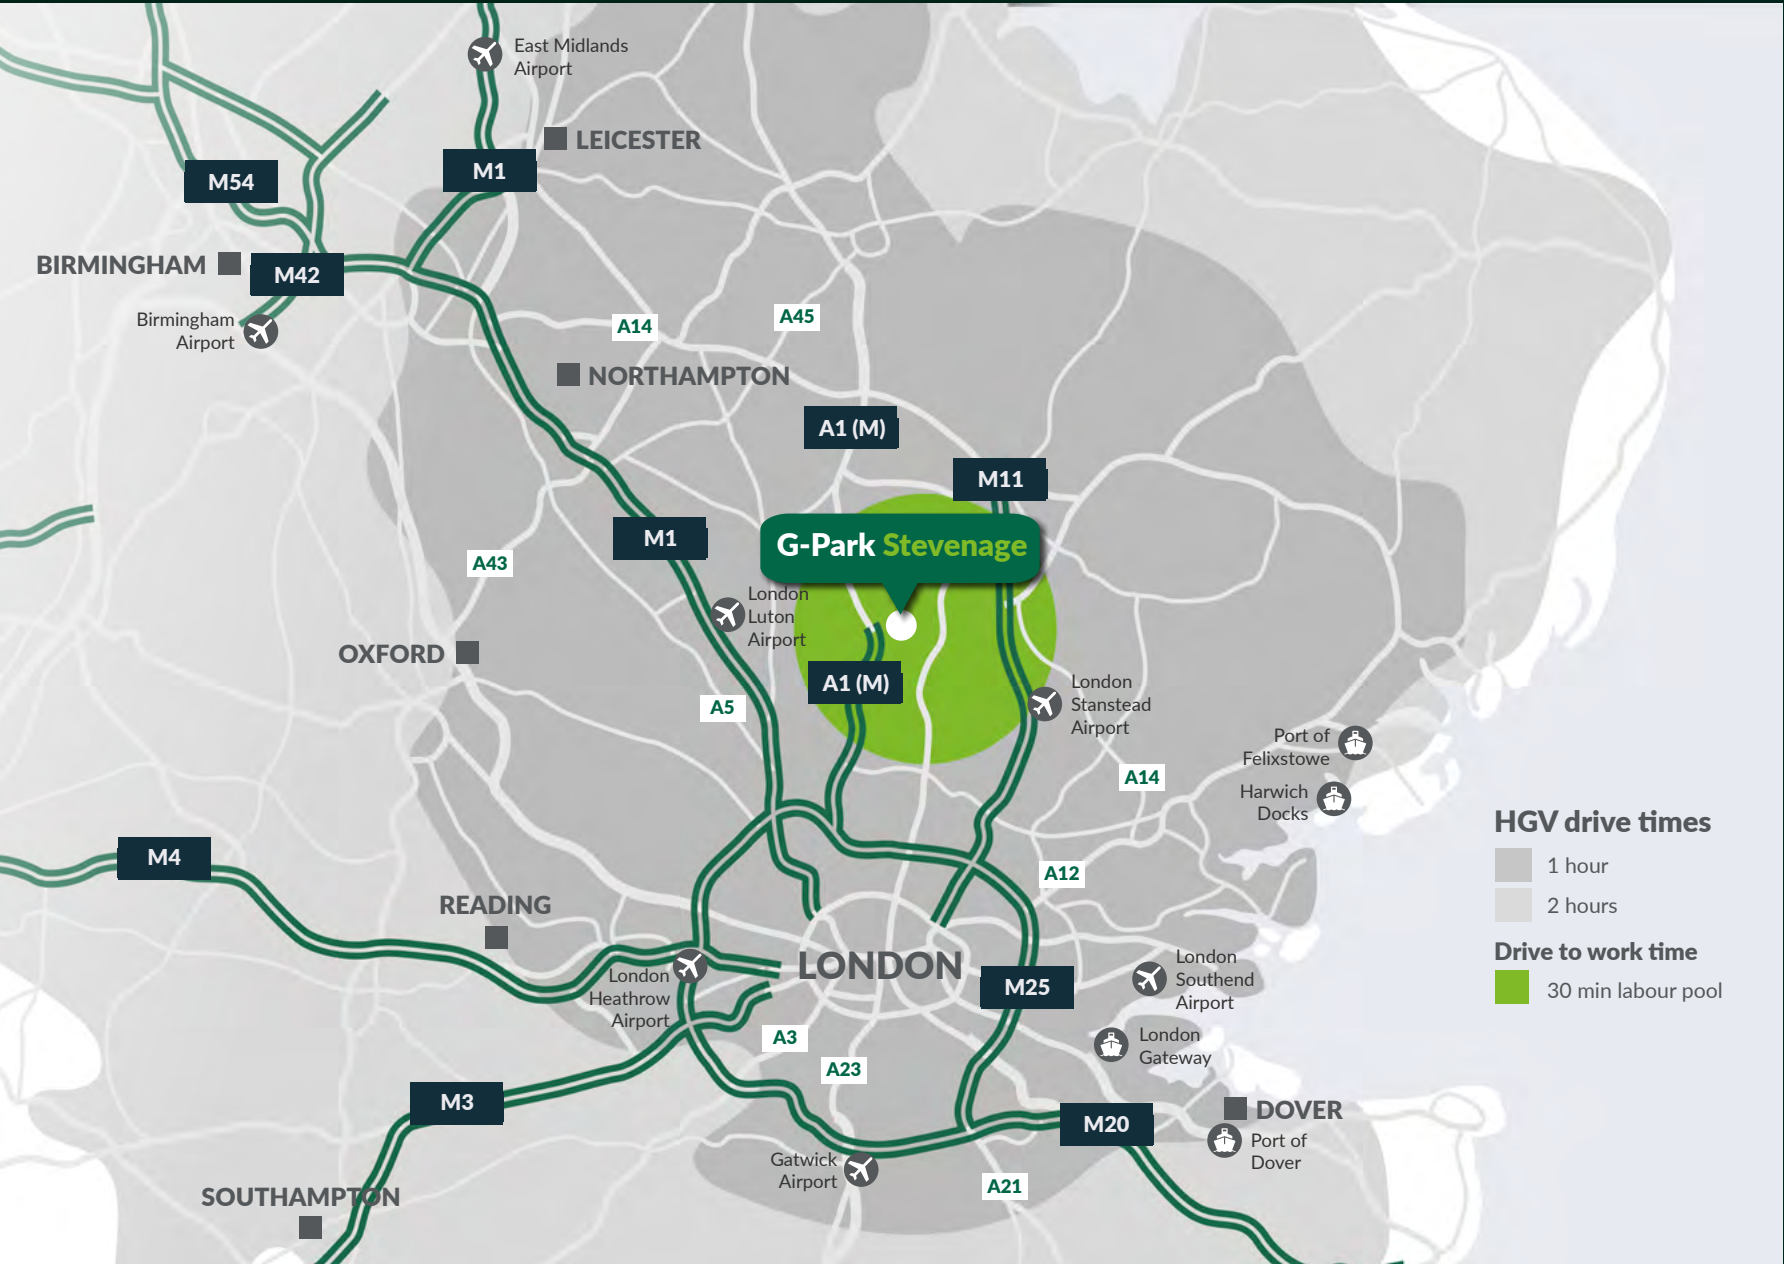 East Midlands
Airport
LEICESTER
M1
M54
BIRMINGHAM
M42
Birmingham
Airport
A14
A45
NORTHAMPTON
A1 (M)
M11
M1
G-Park Stevenage
A43
London
Luton
Airport
OXFORD
A1 (M)
A5
London
Stanstead
Airport
Port of
Felixstowe
A14
Harwich
Docks
HGV drive times
1 hour
2 hours
Drive to work time
30 min labour pool
M4
A12
READING
LONDON
London
Heathrow
Airport
M25
London
Southend
Airport
A3
London
Gateway
A23
M3
DOVER
M20
Port of
Dover
Gatwick
Airport
A21
SOUTHAMPTON